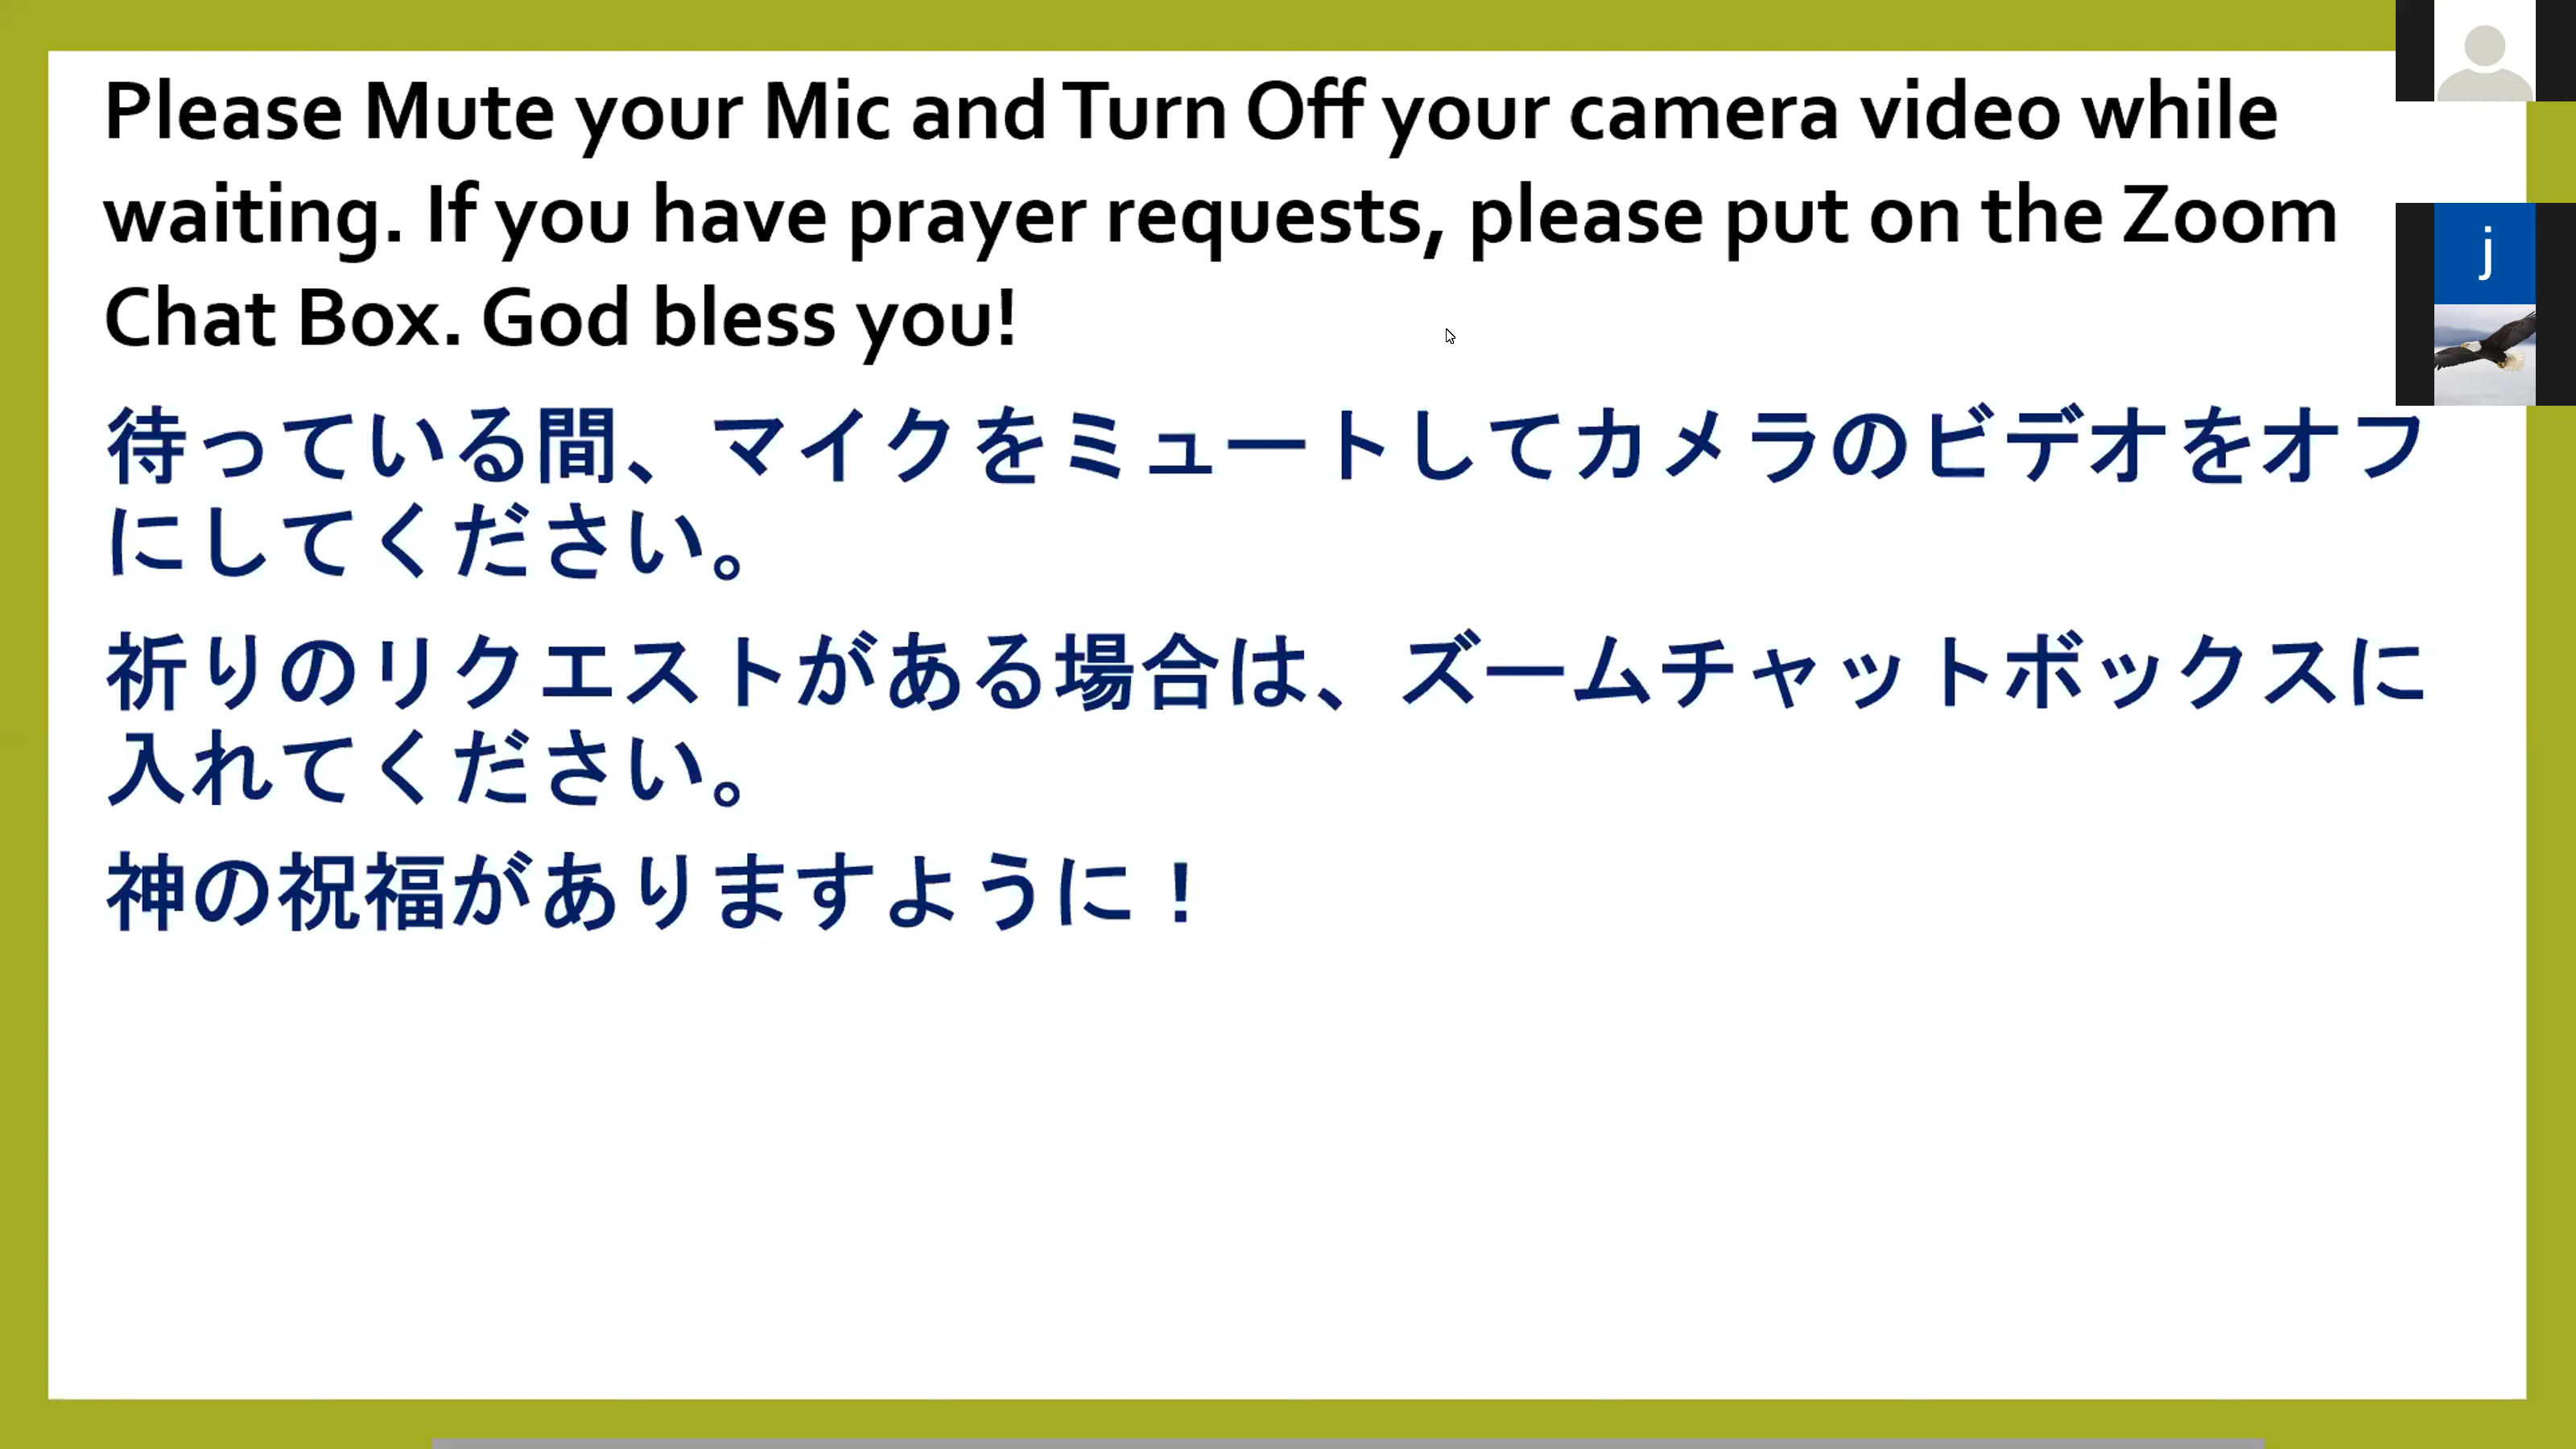 Please Mute your Mic and Turn Off your camera video while
waiting. If you have prayer requests, please put on the Zoom
Chat Box. God bless you!
j
待っている間、マイクをミュートしてカメラのビデオをオフ
にしてください。
祈りのリクエストがある場合は、ズームチャットボックスに
入れてください。
神の祝福がありますように！